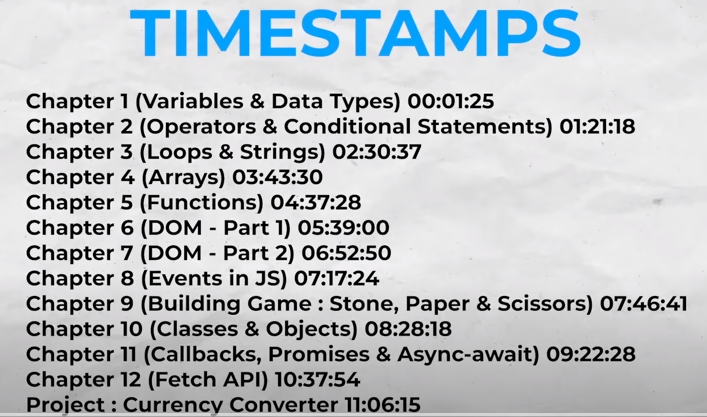 TIMESTAMPS
Chapter 1 (Variables & Data Types) 00:01:25
Chapter 2 (Operators & Conditional Statements) 01:21:18
Chapter 3 (Loops & Strings) 02:30:37
Chapter 4 (Arrays) 03:43:30
Chapter 5 (Functions) 04:37:28
Chapter 6 (DOM - Part 1) 05:39:00
Chapter 7 (DOM - Part 2) 06:52:50
Chapter 8 (Events in JS) 07:17:24
Chapter 9 (Building Game : Stone, Paper & Scissors) 07:46:41
Chapter 10 (Classes & Objects) 08:28:18
Chapter 11 (Callbacks, Promises & Async-await) 09:22:28
Chapter 12 (Fetch API) 10:37:54
Project : Currency Converter 11:06:15